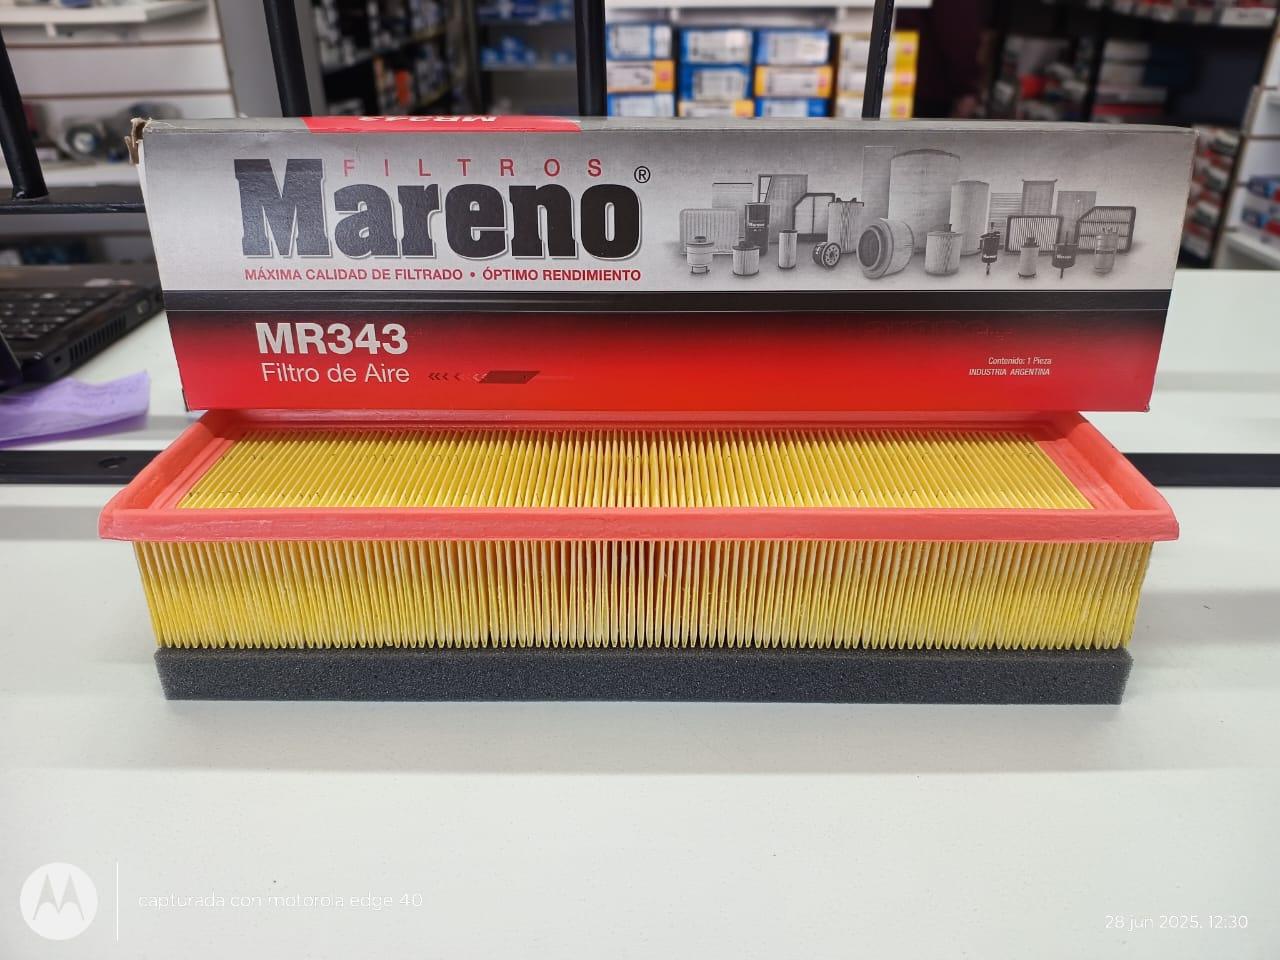 MR343
FILTROS
Mareno®
MÁXIMA CALIDAD DE FILTRADO • ÓPTIMO RENDIMIENTO
MR343
Filtro de Aire
Contenido: 1 Pieza
INDUSTRIA ARGENTINA
capturada con motorola edge 40
28 jun 2025, 12:30